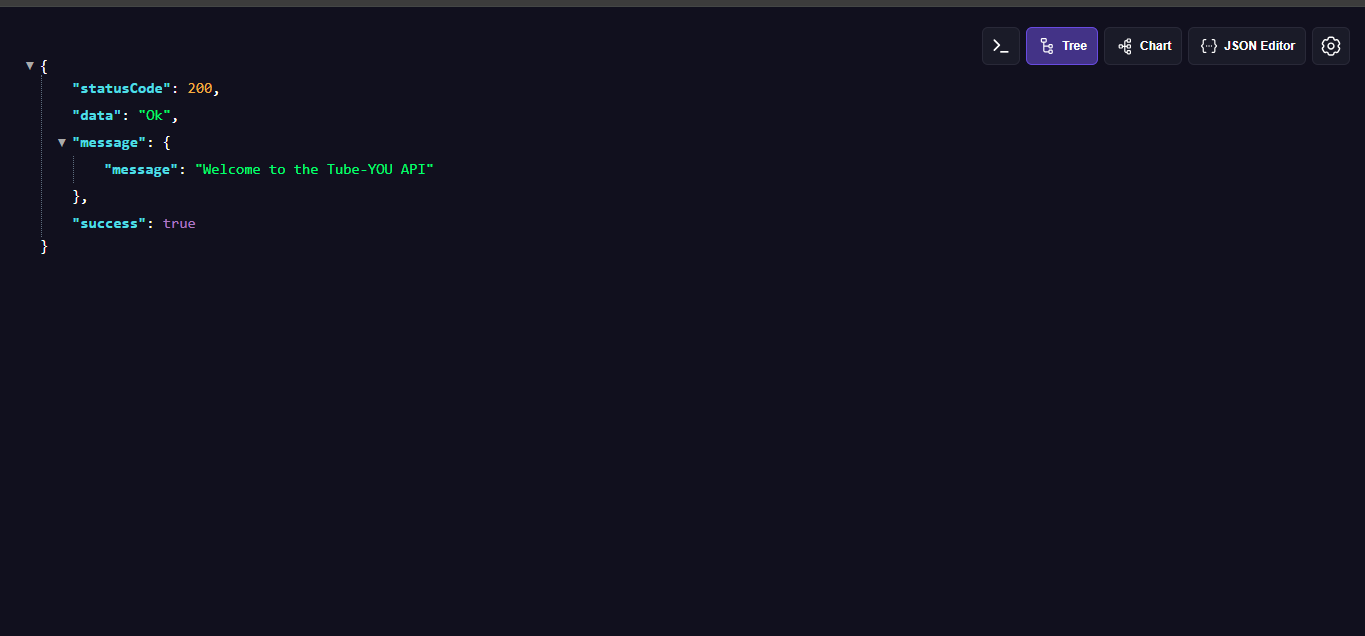 Tree
Chart
JSON Editor
{
"statusCode": 200,
"data": "Ok",
"message": {
"message": "Welcome to the Tube-YOU API"
},
"success": true
}